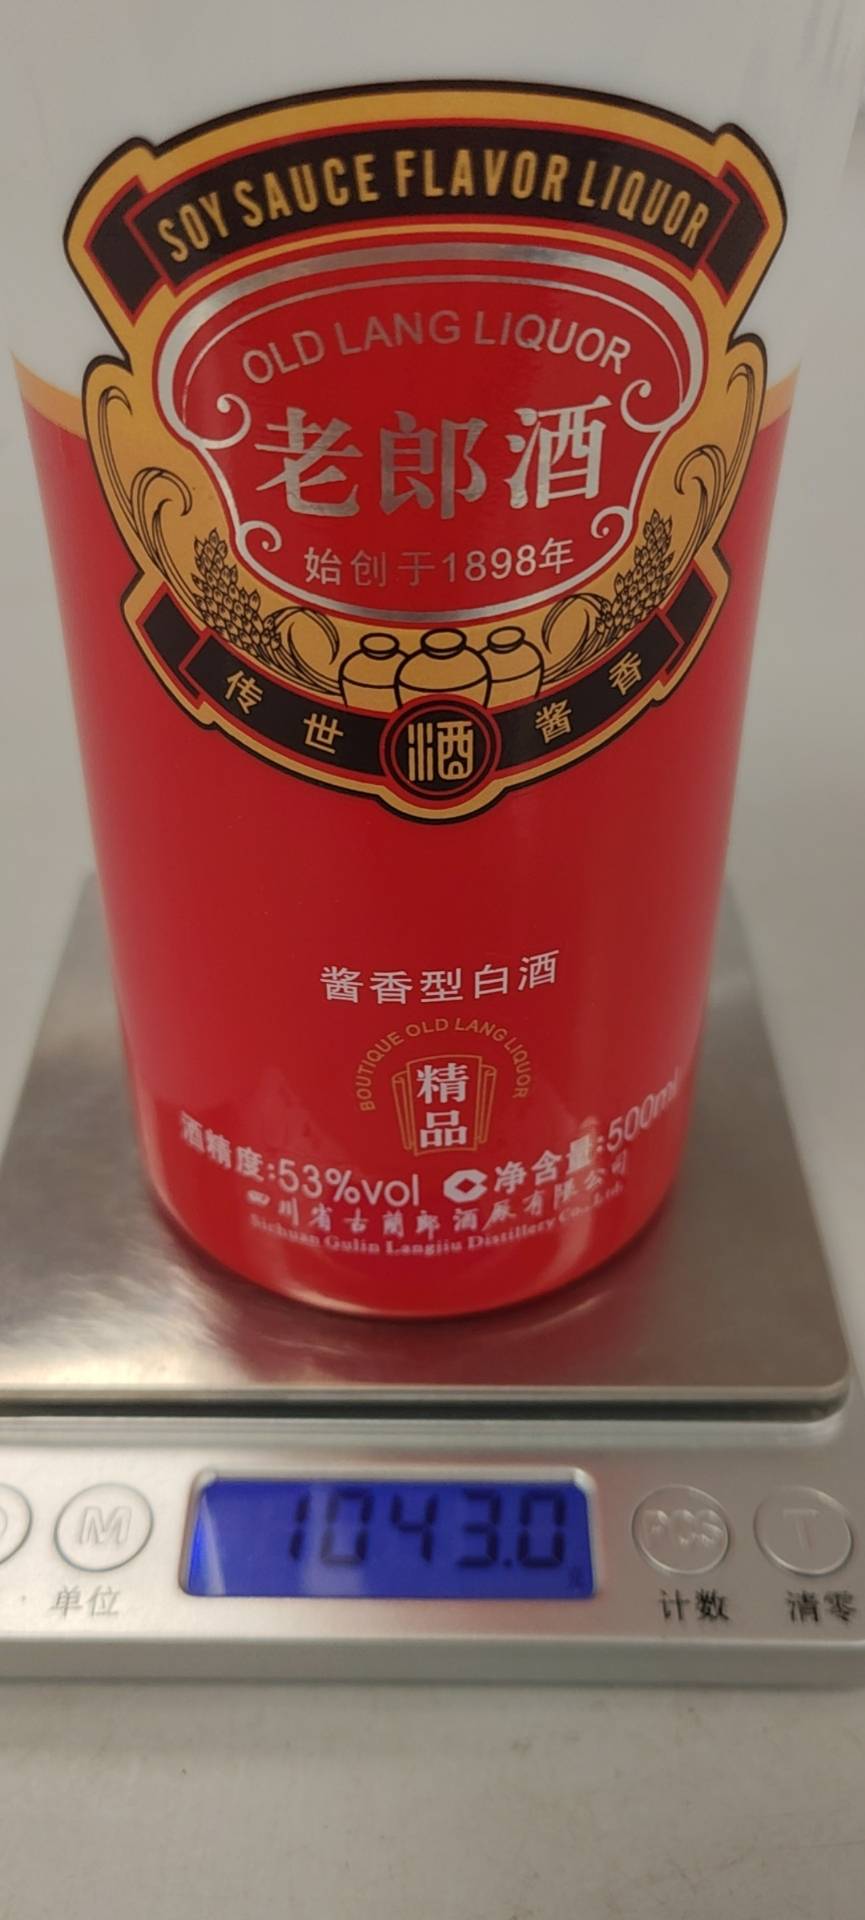 SOY SAUCE FLAVOR LIQUOR
OLD LANG LIQUOR
老郎酒
始创于1898年
传世 酒 酱香
酱香型白酒
BOUTIQUE OLD LANG LIQUOR
精
品
酒精度:53%vol 净含量:500ml
四川省古蔺郎酒厂有限公司
Sichuan Gulin Langjiu Distillery Co., Ltd.
1043.0
M PCS T
单位 计数 清零